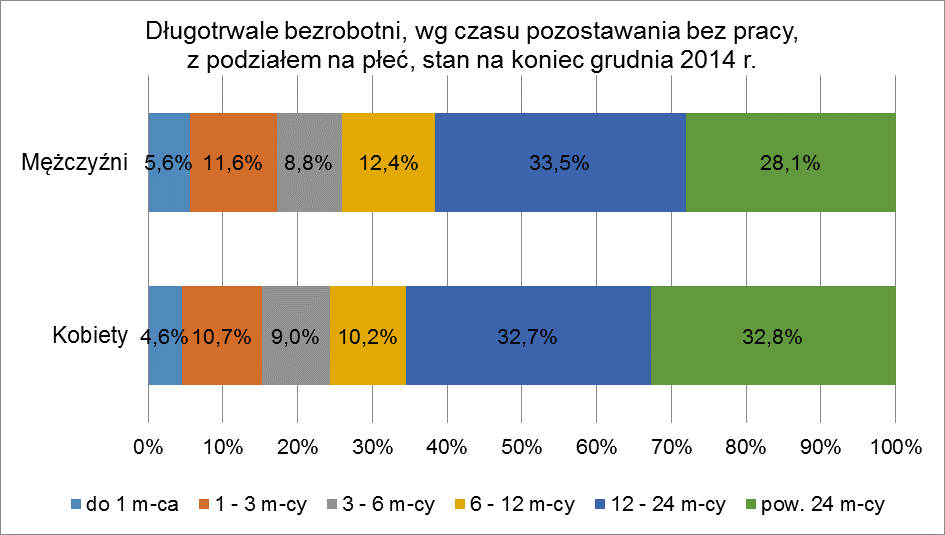 Długotrwale bezrobotni, wg czasu pozostawania bez pracy,
z podziałem na płeć, stan na koniec grudnia 2014 r.
Mężczyźni 5,6% 11,6% 8,8% 12,4% 33,5% 28,1%
Kobiety 4,6% 10,7% 9,0% 10,2% 32,7% 32,8%
0% 10% 20% 30% 40% 50% 60% 70% 80% 90% 100%
do 1 m-ca 1 - 3 m-cy 3 - 6 m-cy 6 - 12 m-cy 12 - 24 m-cy pow. 24 m-cy